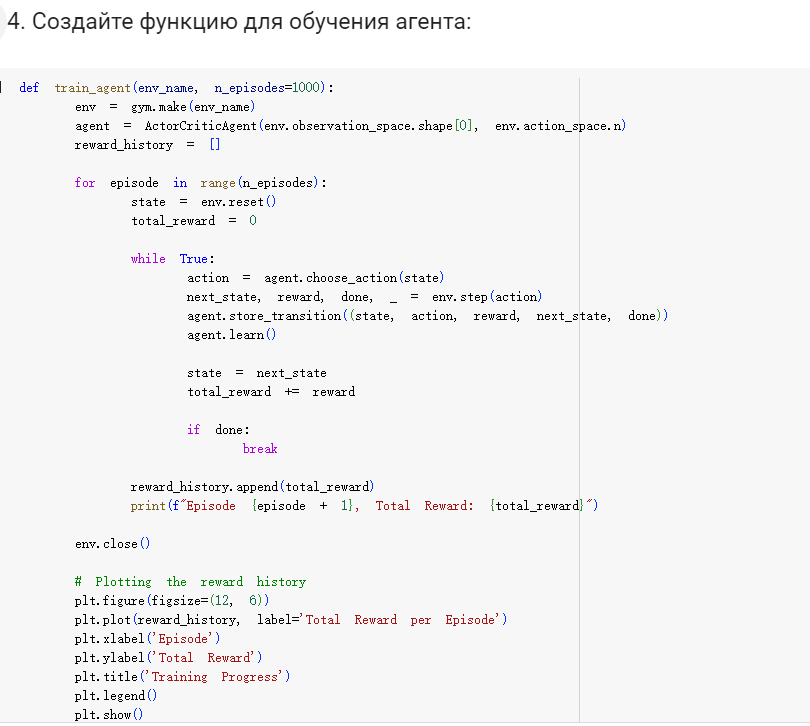 4. Создайте функцию для обучения агента:
def train_agent(env_name, n_episodes=1000):
env = gym.make(env_name)
agent = ActorCriticAgent(env.observation_space.shape[0], env.action_space.n)
reward_history = []
for episode in range(n_episodes):
state = env.reset()
total_reward = 0
while True:
action = agent.choose_action(state)
next_state, reward, done, _ = env.step(action)
agent.store_transition((state, action, reward, next_state, done))
agent.learn()
state = next_state
total_reward += reward
if done:
break
reward_history.append(total_reward)
print(f"Episode {episode + 1}, Total Reward: {total_reward}")
env.close()
# Plotting the reward history
plt.figure(figsize=(12, 6))
plt.plot(reward_history, label='Total Reward per Episode')
plt.xlabel('Episode')
plt.ylabel('Total Reward')
plt.title('Training Progress')
plt.legend()
plt.show()